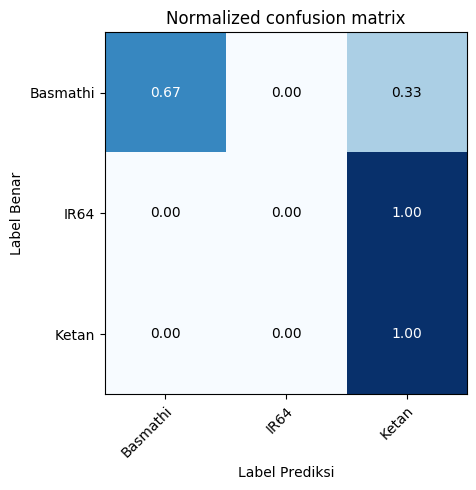 Normalized confusion matrix
Label Benar
Basmathi 0.67 0.00 0.33
IR64 0.00 0.00 1.00
Ketan 0.00 0.00 1.00
Basmathi IR64 Ketan
Label Prediksi